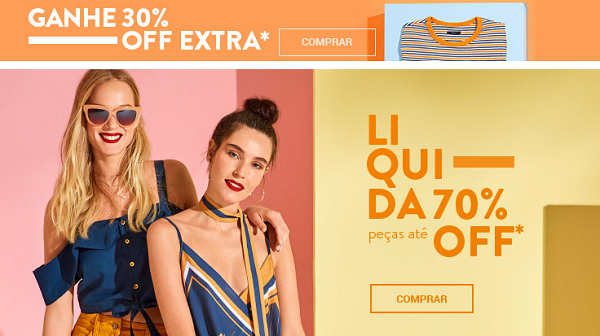 GANHE 30%
OFF EXTRA*
COMPRAR
LI
QUI
DA 70%
peças até OFF*
COMPRAR